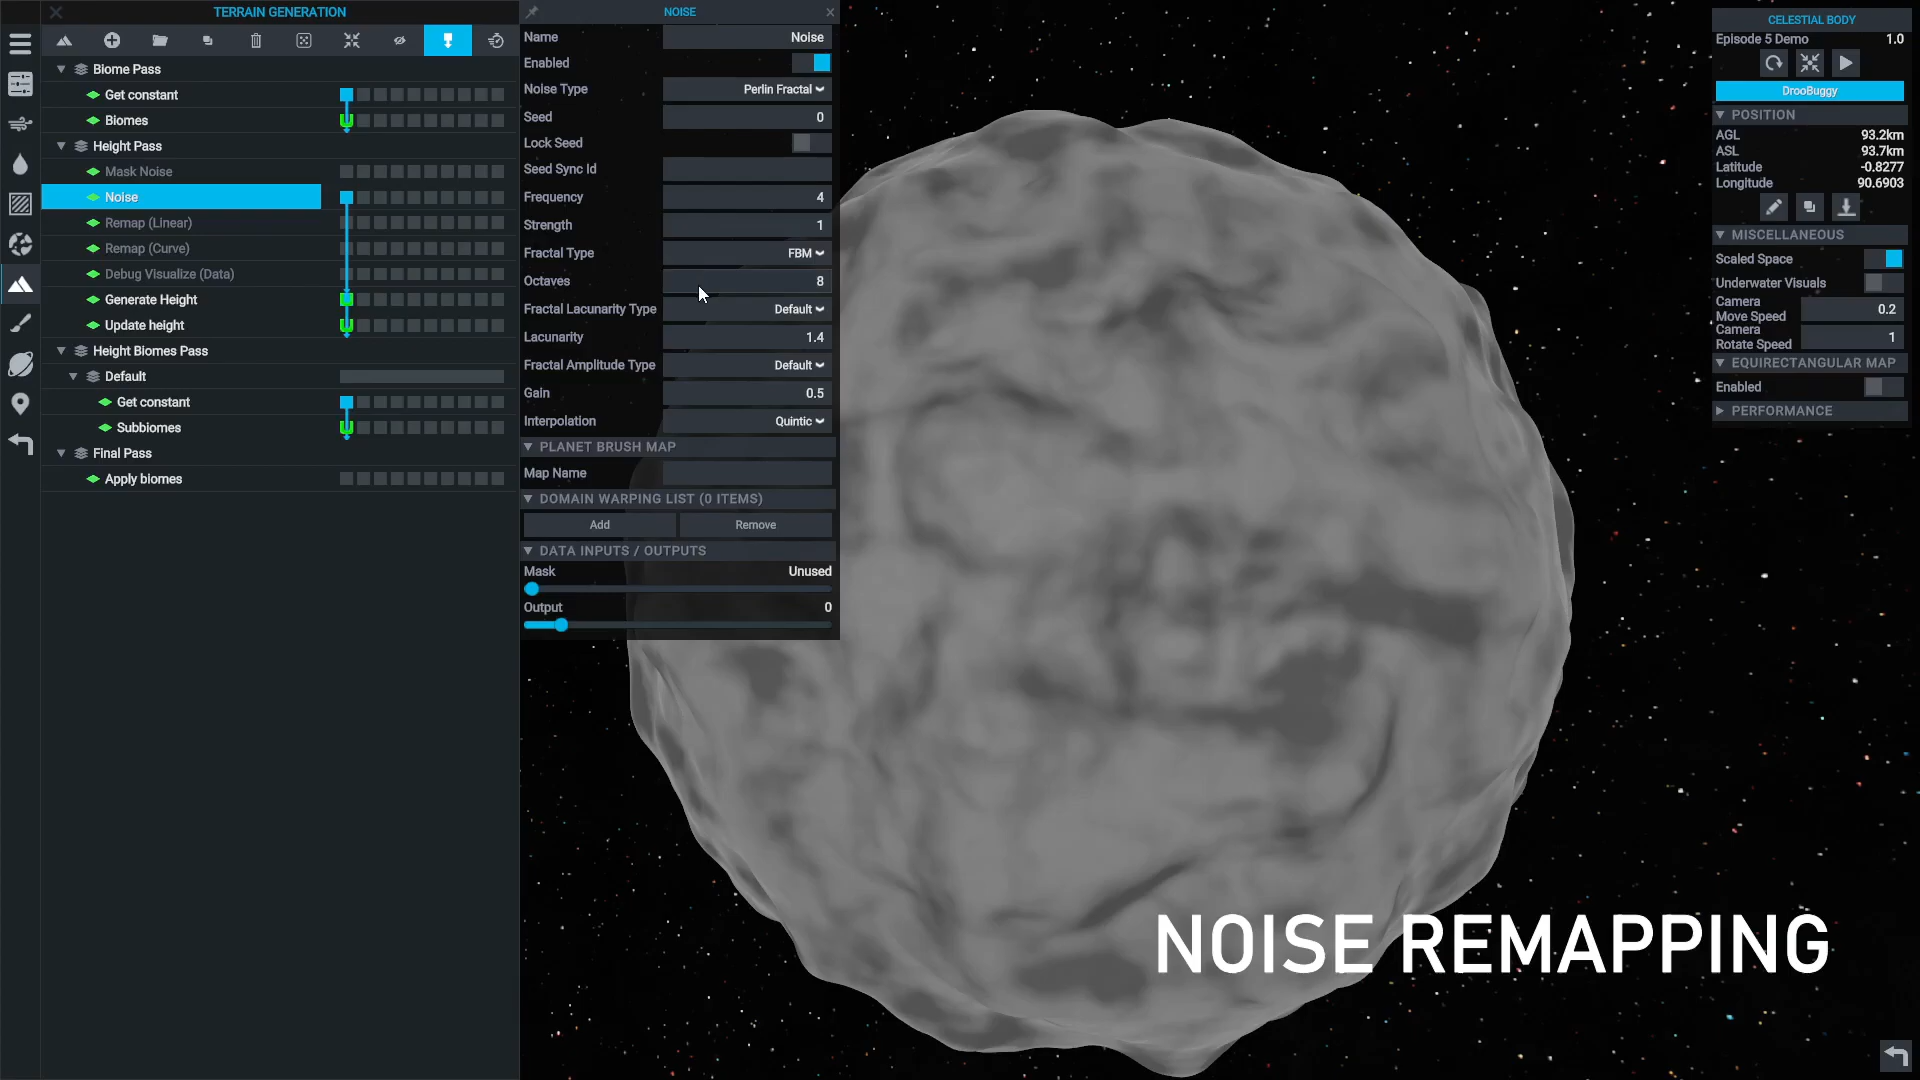 TERRAIN GENERATION
Biome Pass
Get constant
Biomes
Height Pass
Mask Noise
Noise
Remap (Linear)
Remap (Curve)
Debug Visualize (Data)
Generate Height
Update height
Height Biomes Pass
Default
Get constant
Subbiomes
Final Pass
Apply biomes
NOISE
Name Noise
Enabled
Noise Type Perlin Fractal
Seed 0
Lock Seed
Seed Sync Id
Frequency 4
Strength 1
Fractal Type FBM
Octaves 8
Fractal Lacunarity Type Default
Lacunarity 1.4
Fractal Amplitude Type Default
Gain 0.5
Interpolation Quintic
PLANET BRUSH MAP
Map Name
DOMAIN WARPING LIST (0 ITEMS)
Add Remove
DATA INPUTS / OUTPUTS
Mask Unused
Output 0
CELESTIAL BODY
Episode 5 Demo 1.0
DrooBuggy
POSITION
AGL 93.2km
ASL 93.7km
Latitude -0.8277
Longitude 90.6903
MISCELLANEOUS
Scaled Space
Underwater Visuals
Camera
Move Speed 0.2
Camera
Rotate Speed 1
EQUIRECTANGULAR MAP
Enabled
PERFORMANCE
NOISE REMAPPING